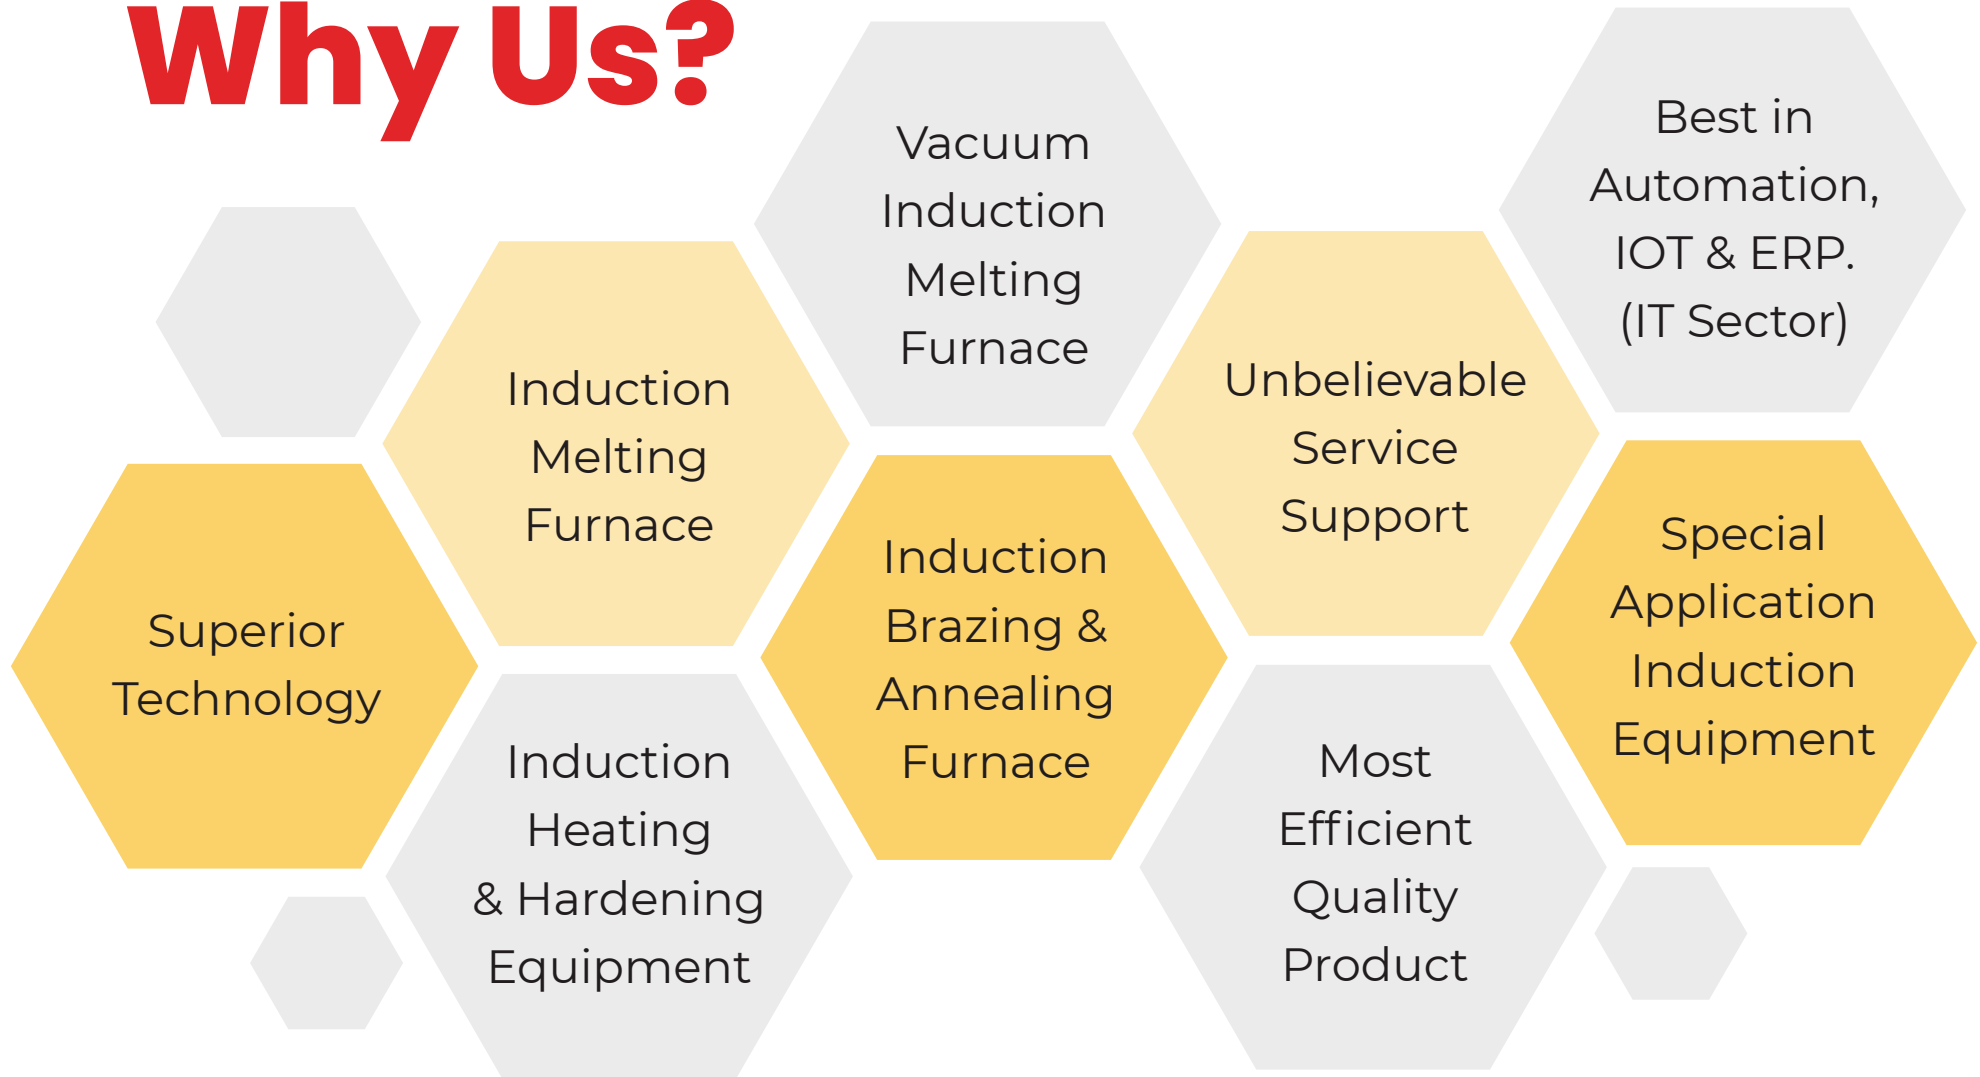 Why Us?
Vacuum
Induction
Melting
Furnace
Best in
Automation,
IOT & ERP.
(IT Sector)
Induction
Melting
Furnace
Unbelievable
Service
Support
Superior
Technology
Induction
Brazing &
Annealing
Furnace
Special
Application
Induction
Equipment
Induction
Heating
& Hardening
Equipment
Most
Efficient
Quality
Product